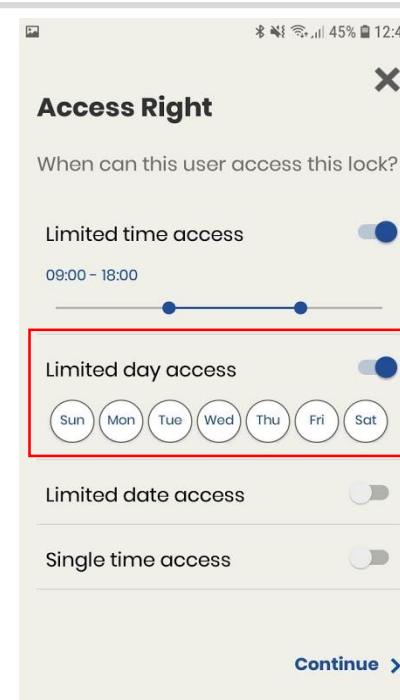 45% 12:4
Access Right
When can this user access this lock?
Limited time access
09:00 - 18:00
Limited day access
Sun Mon Tue Wed Thu Fri Sat
Limited date access
Single time access
Continue